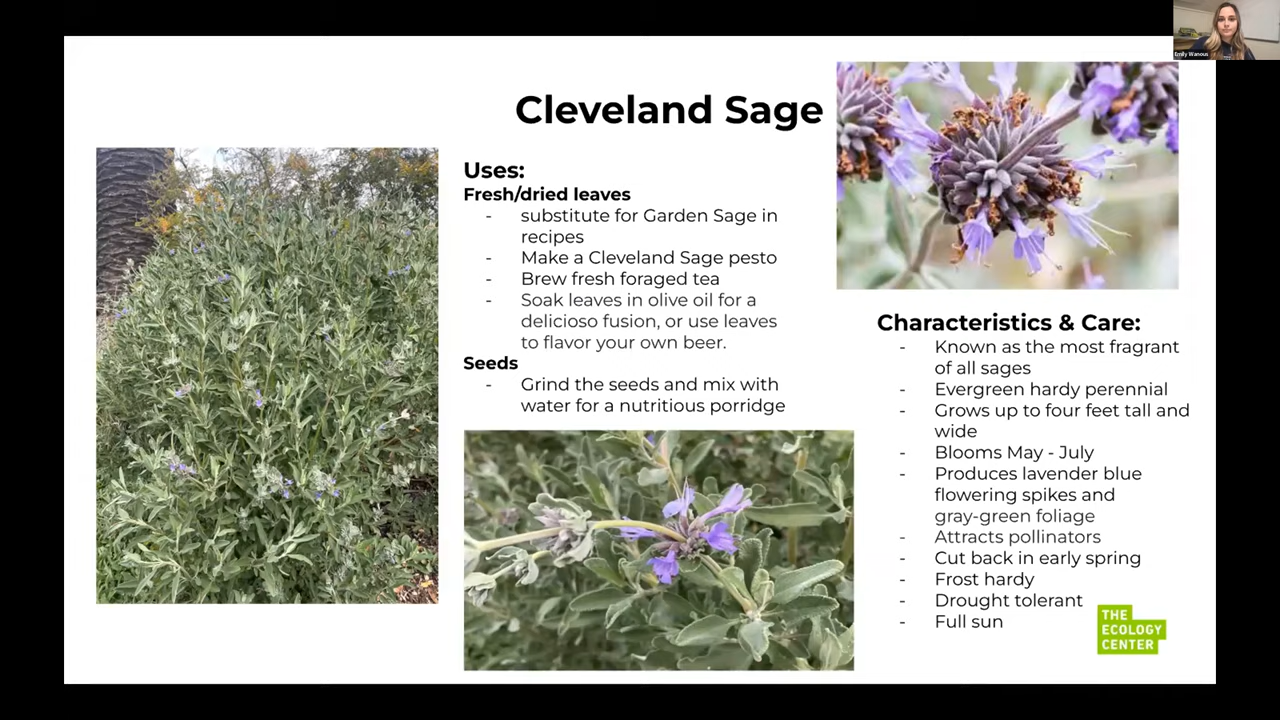 Emily Wanous
Cleveland Sage
Uses:
Fresh/dried leaves
- substitute for Garden Sage in
recipes
- Make a Cleveland Sage pesto
- Brew fresh foraged tea
- Soak leaves in olive oil for a
delicioso fusion, or use leaves
to flavor your own beer.
Seeds
- Grind the seeds and mix with
water for a nutritious porridge
Characteristics & Care:
- Known as the most fragrant
of all sages
- Evergreen hardy perennial
- Grows up to four feet tall and
wide
- Blooms May - July
- Produces lavender blue
flowering spikes and
gray-green foliage
- Attracts pollinators
- Cut back in early spring
- Frost hardy
- Drought tolerant
- Full sun
THE
ECOLOGY
CENTER